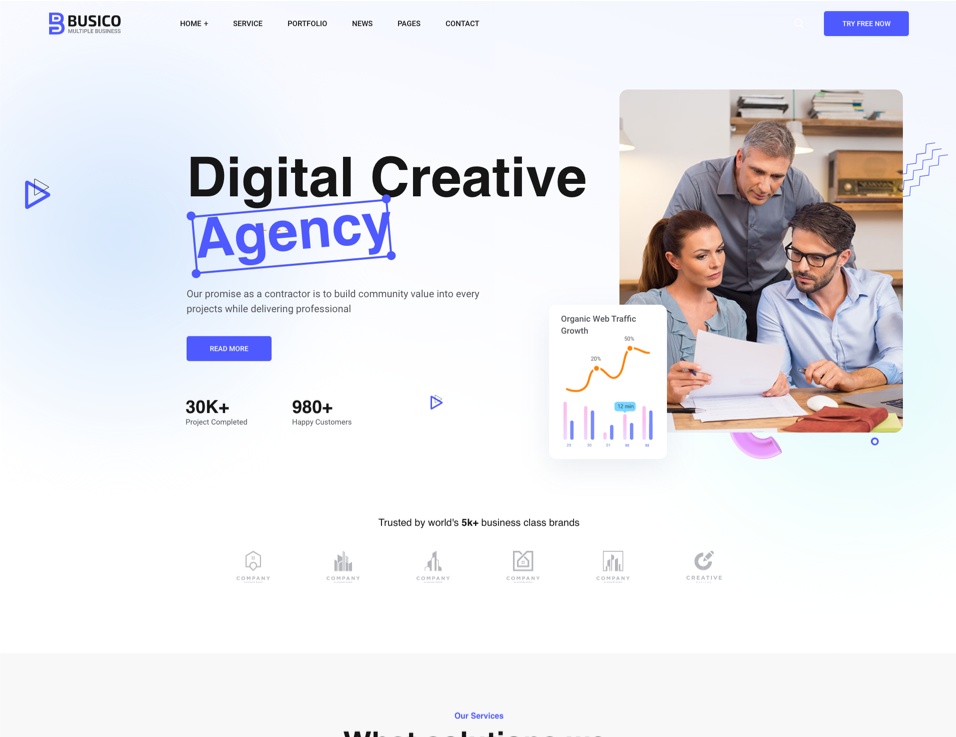 BUSICO
MULTIPLE BUSINESS
HOME +
SERVICE
PORTFOLIO
NEWS
PAGES
CONTACT
TRY FREE NOW
Digital Creative
Agency
Our promise as a contractor is to build community value into every
projects while delivering professional
READ MORE
30K+
Project Completed
980+
Happy Customers
Organic Web Traffic
Growth
50%
20%
12 min
Trusted by world's 5k+ business class brands
COMPANY
COMPANY
COMPANY
COMPANY
COMPANY
CREATIVE
Our Services
What solutions we